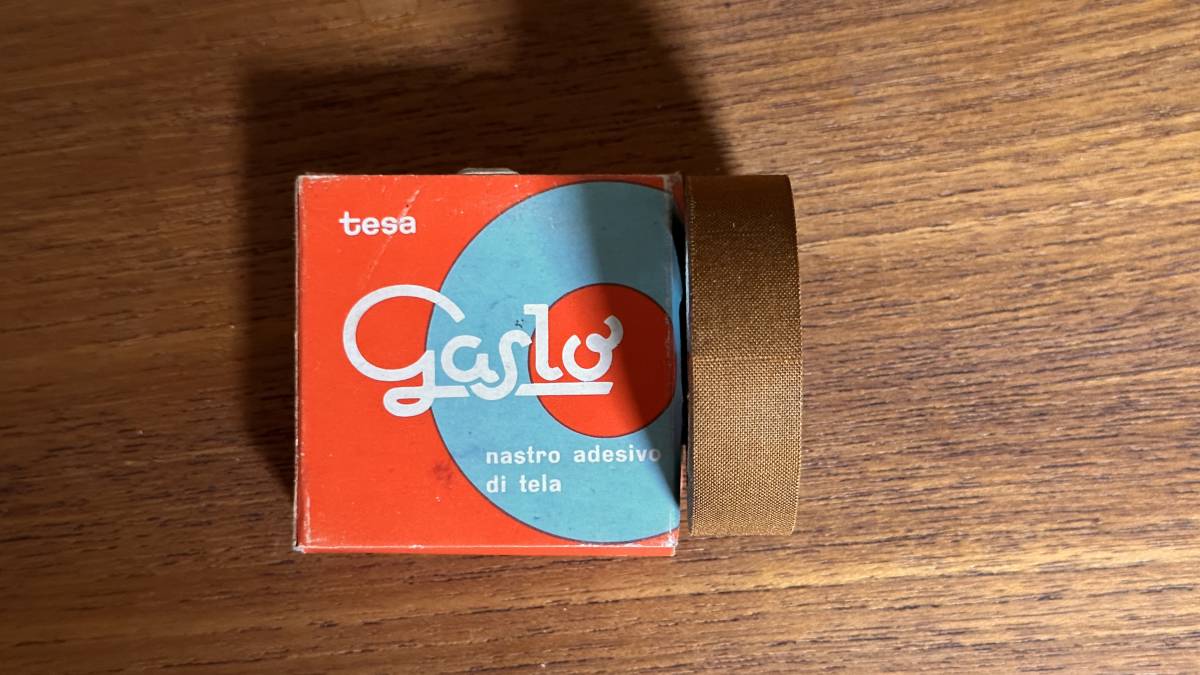 tesa
Gaslo
nastro adesivo
di tela